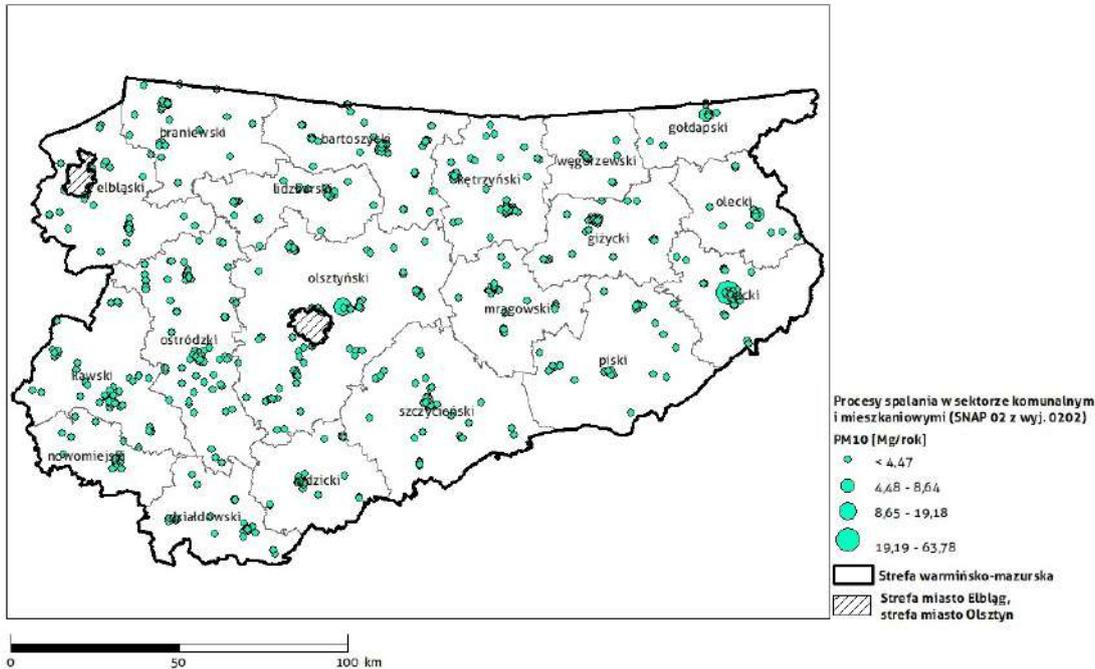 gołdapski
braniewski
bartoszycki
węgorzewski
kętrzyński
elbląski
lidzbarski
olecki
giżycki
olsztyński
ełcki
mrągowski
ostródzki
piski
iławski
szczycieński
nowomiejski
nidzicki
działdowski
Procesy spalania w sektorze komunalnym
i mieszkaniowymi (SNAP 02 z wyj. 0202)
PM10 [Mg/rok]
< 4,47
4,48 - 8,64
8,65 - 19,18
19,19 - 63,78
Strefa warmińsko-mazurska
Strefa miasto Elbląg,
strefa miasto Olsztyn
0 50 100 km